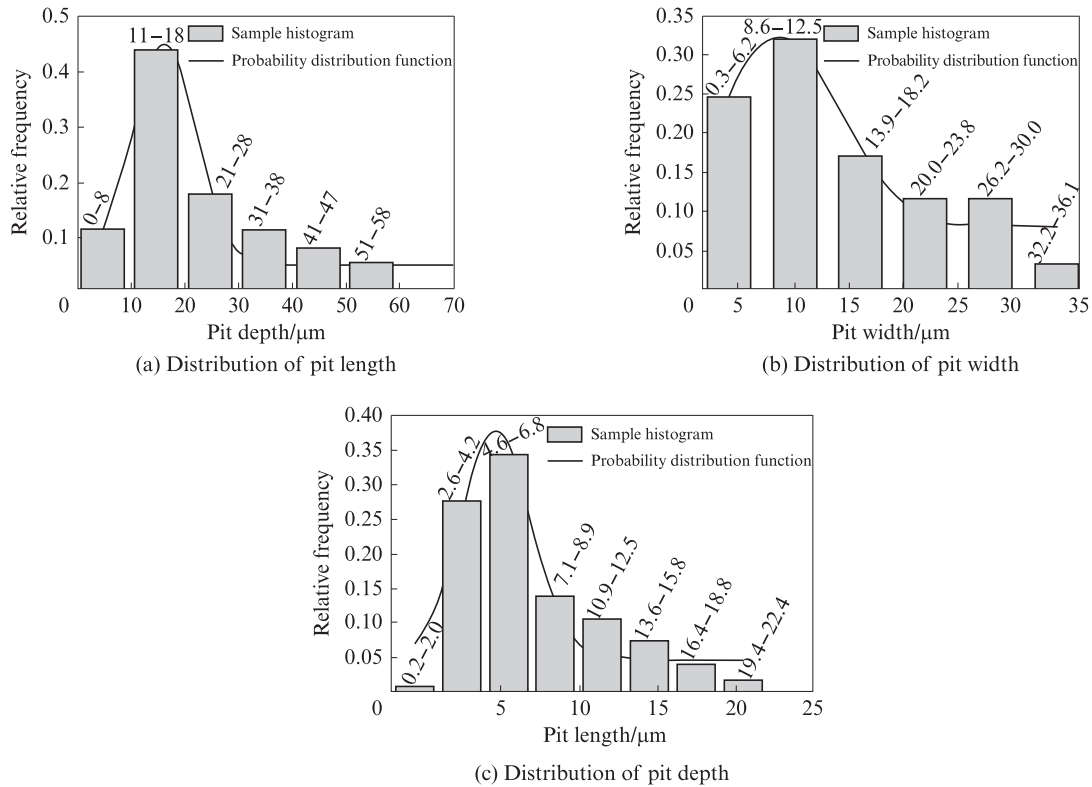 0.5
0.4
0.3
0.2
0.1
Relative frequency
0–8
11–18
21–28
31–38
41–47
51–58
Sample histogram
Probability distribution function
0 10 20 30 40 50 60 70
Pit depth/μm
(a) Distribution of pit length
0.35
0.30
0.25
0.20
0.15
0.10
0.05
Relative frequency
0.3–6.2
8.6–12.5
13.9–18.2
20.0–23.8
26.2–30.0
32.2–36.1
Sample histogram
Probability distribution function
0 5 10 15 20 25 30 35
Pit width/μm
(b) Distribution of pit width
0.40
0.35
0.30
0.25
0.20
0.15
0.10
0.05
Relative frequency
0.2–2.0
2.6–4.2
4.6–6.8
7.1–8.9
10.9–12.5
13.6–15.8
16.4–18.8
19.4–22.4
Sample histogram
Probability distribution function
0 5 10 15 20 25
Pit length/μm
(c) Distribution of pit depth